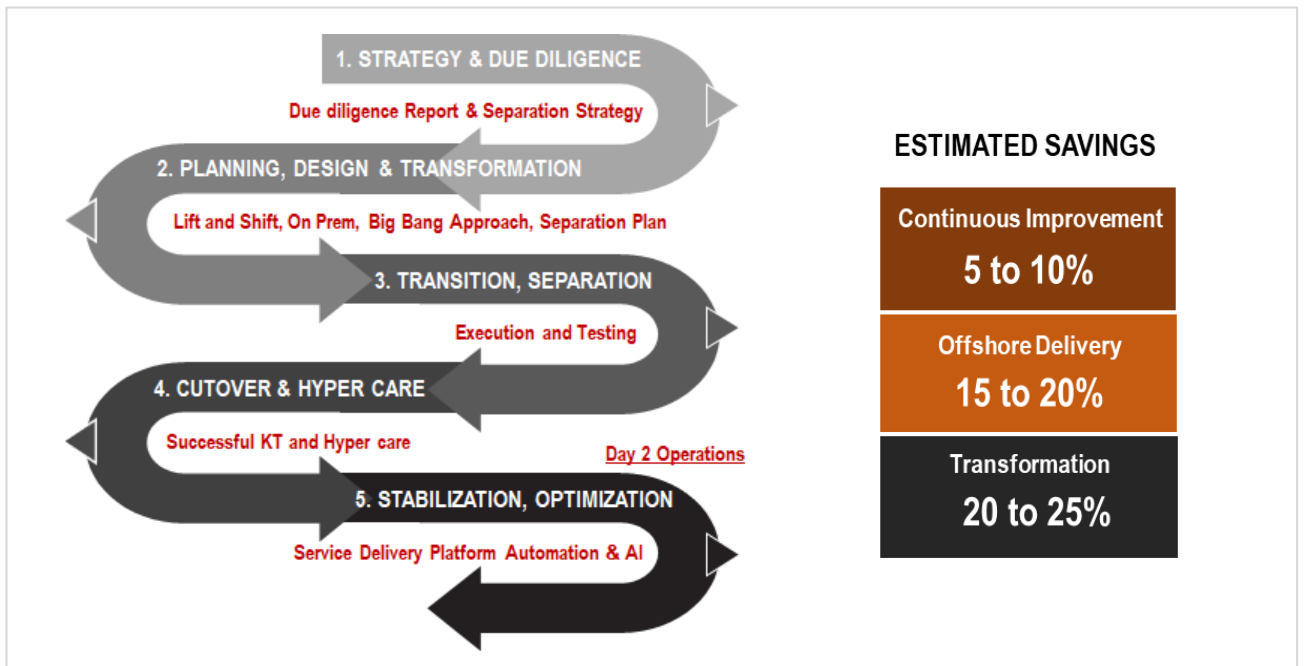 1. STRATEGY & DUE DILIGENCE
Due diligence Report & Separation Strategy
2. PLANNING, DESIGN & TRANSFORMATION
Lift and Shift, On Prem, Big Bang Approach, Separation Plan
3. TRANSITION, SEPARATION
Execution and Testing
4. CUTOVER & HYPER CARE
Successful KT and Hyper care
Day 2 Operations
5. STABILIZATION, OPTIMIZATION
Service Delivery Platform Automation & AI
ESTIMATED SAVINGS
Continuous Improvement
5 to 10%
Offshore Delivery
15 to 20%
Transformation
20 to 25%